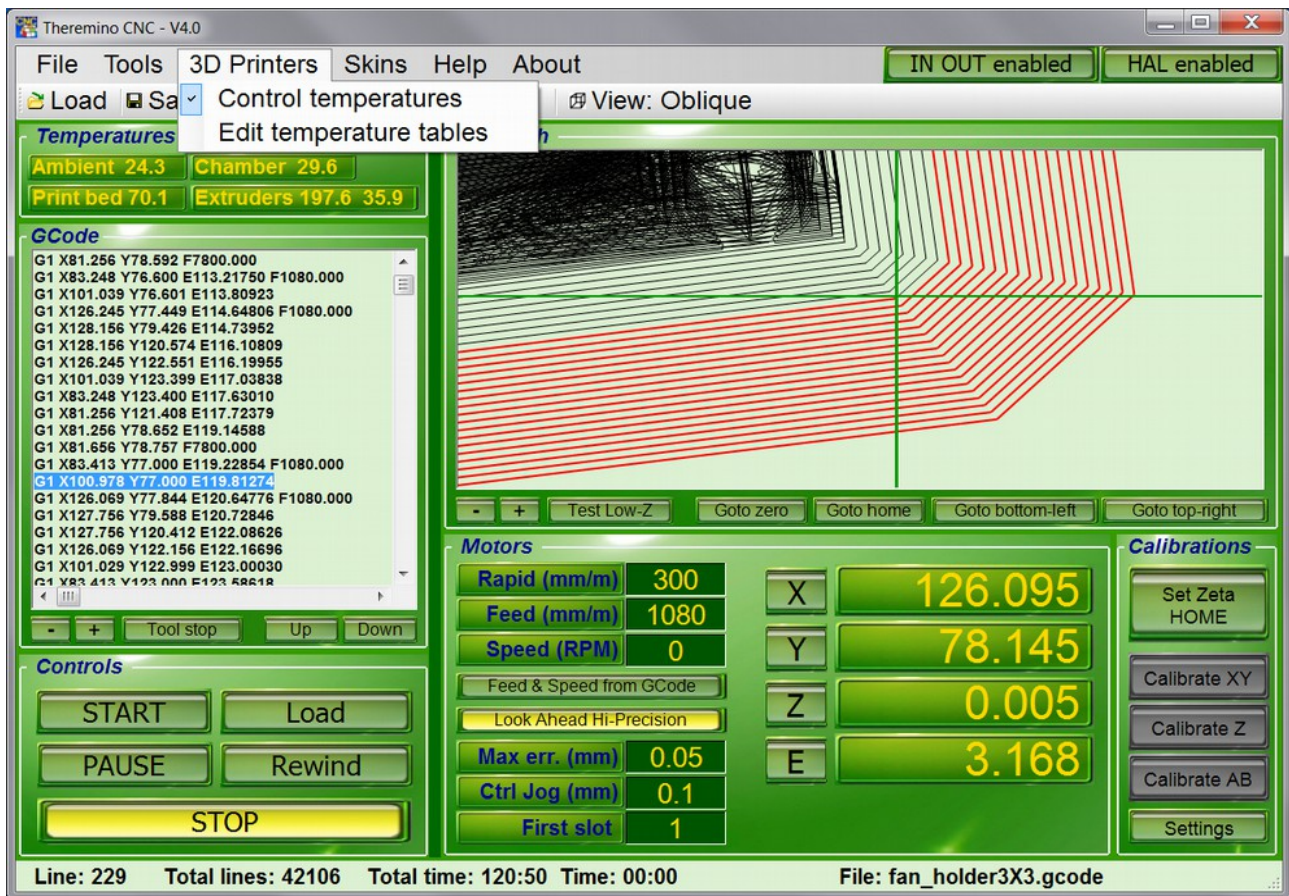 Theremino CNC - V4.0
File Tools 3D Printers Skins Help About
IN OUT enabled HAL enabled
Load Sa
Control temperatures
Edit temperature tables
View: Oblique
Temperatures
Ambient 24.3 Chamber 29.6
Print bed 70.1 Extruders 197.6 35.9
GCode
G1 X81.256 Y78.592 F7800.000
G1 X83.248 Y76.600 E113.21750 F1080.000
G1 X101.039 Y76.601 E113.80923
G1 X126.245 Y77.449 E114.64806 F1080.000
G1 X128.156 Y79.426 E114.73952
G1 X128.156 Y120.574 E116.10809
G1 X126.245 Y122.551 E116.19955
G1 X101.039 Y123.399 E117.03838
G1 X83.248 Y123.400 E117.63010
G1 X81.256 Y121.408 E117.72379
G1 X81.256 Y78.652 E119.14588
G1 X81.656 Y78.757 F7800.000
G1 X83.413 Y77.000 E119.22854 F1080.000
G1 X100.978 Y77.000 E119.81274
G1 X126.069 Y77.844 E120.64776 F1080.000
G1 X127.756 Y79.588 E120.72846
G1 X127.756 Y120.412 E122.08626
G1 X126.069 Y122.156 E122.16696
G1 X101.029 Y122.999 E123.00030
G1 X83.413 Y123.000 E123.58618
- + Tool stop Up Down
- + Test Low-Z Goto zero Goto home Goto bottom-left Goto top-right
Controls
START Load
PAUSE Rewind
STOP
Motors
Rapid (mm/m) 300
Feed (mm/m) 1080
Speed (RPM) 0
Feed & Speed from GCode
Look Ahead Hi-Precision
Max err. (mm) 0.05
Ctrl Jog (mm) 0.1
First slot 1
X 126.095
Y 78.145
Z 0.005
E 3.168
Calibrations
Set Zeta
HOME
Calibrate XY
Calibrate Z
Calibrate AB
Settings
Line: 229 Total lines: 42106 Total time: 120:50 Time: 00:00 File: fan_holder3X3.gcode